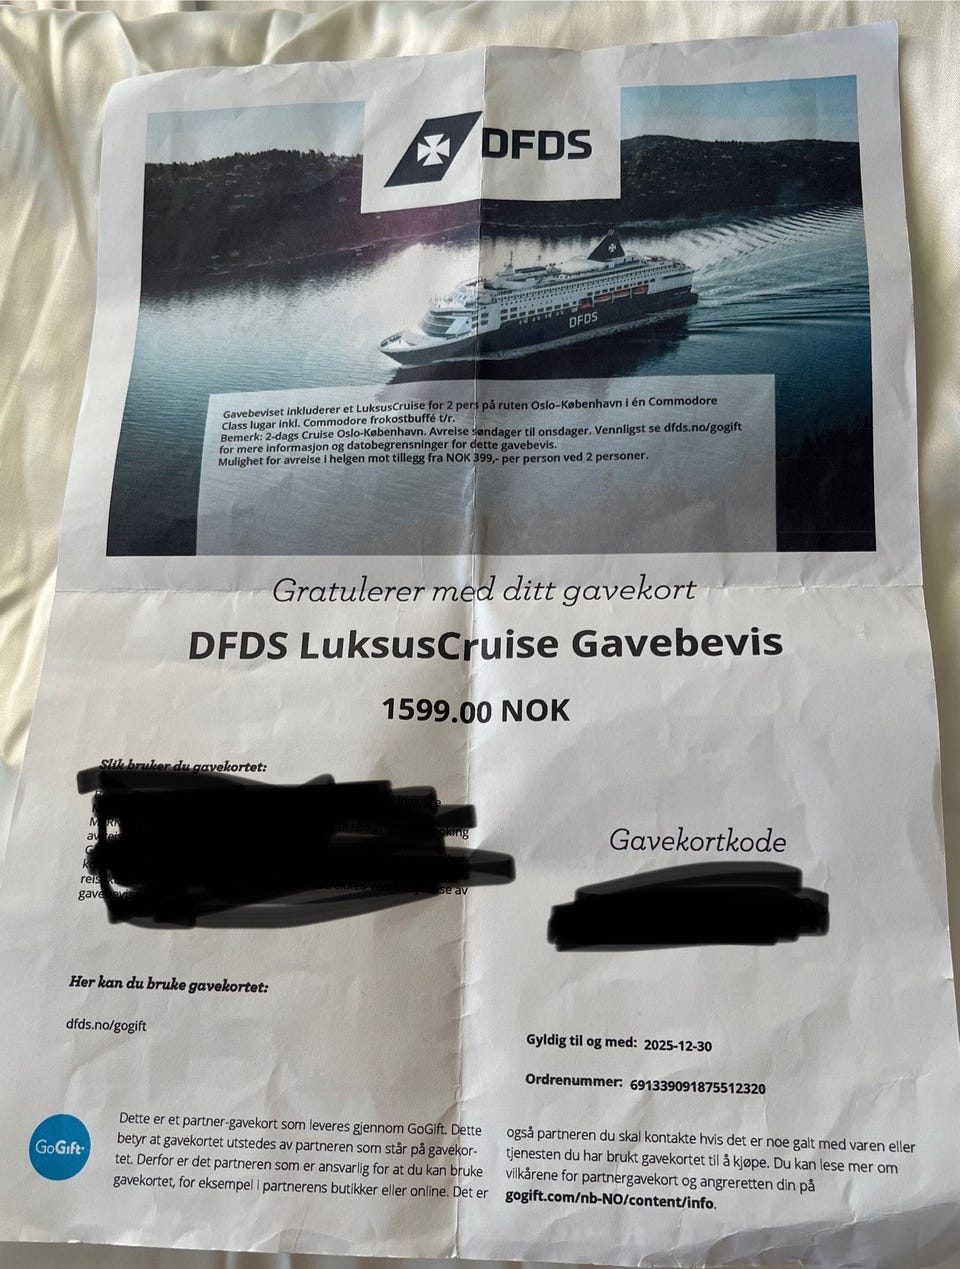 DFDS
DFDS
Gavebeviset inkluderer et LuksusCruise for 2 pers på ruten Oslo–København i én Commodore
Class lugar inkl. Commodore frokostbuffé t/r.
Bemerk: 2-dags Cruise Oslo-København. Avreise søndager til onsdager. Vennligst se dfds.no/gogift
for mere informasjon og datobegrensninger for dette gavebevis.
Mulighet for avreise i helgen mot tillegg fra NOK 399,- per person ved 2 personer.
Gratulerer med ditt gavekort
DFDS LuksusCruise Gavebevis
1599.00 NOK
Slik bruker du gavekortet:
se av
Gavekortkode
Her kan du bruke gavekortet:
dfds.no/gogift
Gyldig til og med: 2025-12-30
Ordrenummer: 691339091875512320
GoGift
Dette er et partner-gavekort som leveres gjennom GoGift. Dette
betyr at gavekortet utstedes av partneren som står på gavekor-
tet. Derfor er det partneren som er ansvarlig for at du kan bruke
gavekortet, for eksempel i partnerens butikker eller online. Det er
også partneren du skal kontakte hvis det er noe galt med varen eller
tjenesten du har brukt gavekortet til å kjøpe. Du kan lese mer om
vilkårene for partnergavekort og angreretten din på
gogift.com/nb-NO/content/info.